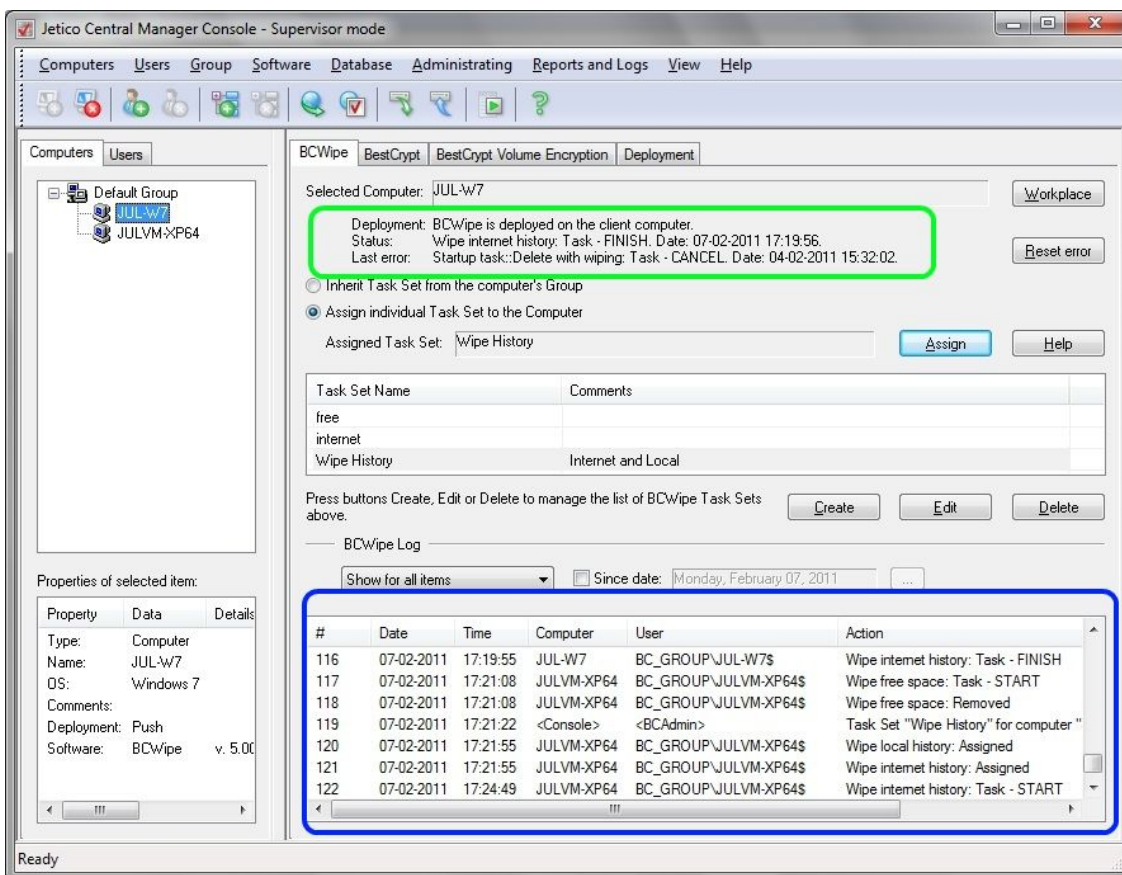 Jetico Central Manager Console - Supervisor mode
Computers Users Group Software Database Administrating Reports and Logs View Help
Computers Users
Default Group
JUL-W7
JULVM-XP64
Properties of selected item:
Property Data Details
Type: Computer
Name: JUL-W7
OS: Windows 7
Comments:
Deployment: Push
Software: BCWipe v. 5.00
BCWipe BestCrypt BestCrypt Volume Encryption Deployment
Selected Computer: JUL-W7 Workplace
Deployment: BCWipe is deployed on the client computer.
Status: Wipe internet history: Task - FINISH. Date: 07-02-2011 17:19:56.
Last error: Startup task::Delete with wiping: Task - CANCEL. Date: 04-02-2011 15:32:02.
Reset error
Inherit Task Set from the computer's Group
Assign individual Task Set to the Computer
Assigned Task Set: Wipe History Assign Help
Task Set Name Comments
free
internet
Wipe History Internet and Local
Press buttons Create, Edit or Delete to manage the list of BCWipe Task Sets
above.
Create Edit Delete
BCWipe Log
Show for all items Since date: Monday, February 07, 2011 ...
# Date Time Computer User Action
116 07-02-2011 17:19:55 JUL-W7 BC_GROUP\JUL-W7$ Wipe internet history: Task - FINISH
117 07-02-2011 17:21:08 JULVM-XP64 BC_GROUP\JULVM-XP64$ Wipe free space: Task - START
118 07-02-2011 17:21:08 JULVM-XP64 BC_GROUP\JULVM-XP64$ Wipe free space: Removed
119 07-02-2011 17:21:22 <Console> <BCAdmin> Task Set "Wipe History" for computer "
120 07-02-2011 17:21:55 JULVM-XP64 BC_GROUP\JULVM-XP64$ Wipe local history: Assigned
121 07-02-2011 17:21:55 JULVM-XP64 BC_GROUP\JULVM-XP64$ Wipe internet history: Assigned
122 07-02-2011 17:24:49 JULVM-XP64 BC_GROUP\JULVM-XP64$ Wipe internet history: Task - START
Ready